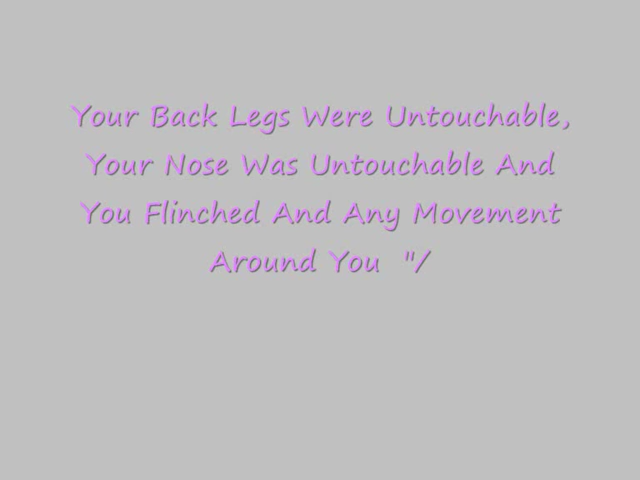 Your Back Legs Were Untouchable,
Your Nose Was Untouchable And
You Flinched And Any Movement
Around You "/